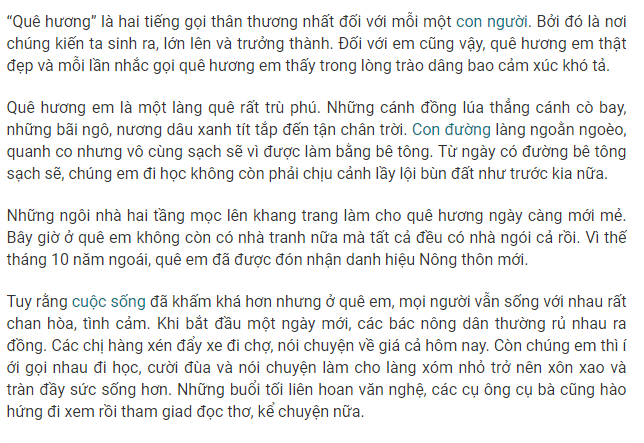 “Quê hương” là hai tiếng gọi thân thương nhất đối với mỗi một con người. Bởi đó là nơi
chúng kiến ta sinh ra, lớn lên và trưởng thành. Đối với em cũng vậy, quê hương em thật
đẹp và mỗi lần nhắc gọi quê hương em thấy trong lòng trào dâng bao cảm xúc khó tả.
Quê hương em là một làng quê rất trù phú. Những cánh đồng lúa thẳng cánh cò bay,
những bãi ngô, nương dâu xanh tít tắp đến tận chân trời. Con đường làng ngoằn ngoèo,
quanh co nhưng vô cùng sạch sẽ vì được làm bằng bê tông. Từ ngày có đường bê tông
sạch sẽ, chúng em đi học không còn phải chịu cảnh lầy lội bùn đất như trước kia nữa.
Những ngôi nhà hai tầng mọc lên khang trang làm cho quê hương ngày càng mới mẻ.
Bây giờ ở quê em không còn có nhà tranh nữa mà tất cả đều có nhà ngói cả rồi. Vì thế
tháng 10 năm ngoái, quê em đã được đón nhận danh hiệu Nông thôn mới.
Tuy rằng cuộc sống đã khấm khá hơn nhưng ở quê em, mọi người vẫn sống với nhau rất
chan hòa, tình cảm. Khi bắt đầu một ngày mới, các bác nông dân thường rủ nhau ra
đồng. Các chị hàng xén đẩy xe đi chợ, nói chuyện về giá cả hôm nay. Còn chúng em thì í
ới gọi nhau đi học, cười đùa và nói chuyện làm cho làng xóm nhỏ trở nên xôn xao và
tràn đầy sức sống hơn. Những buổi tối liên hoan văn nghệ, các cụ ông cụ bà cũng hào
hứng đi xem rồi tham giad đọc thơ, kể chuyện nữa.